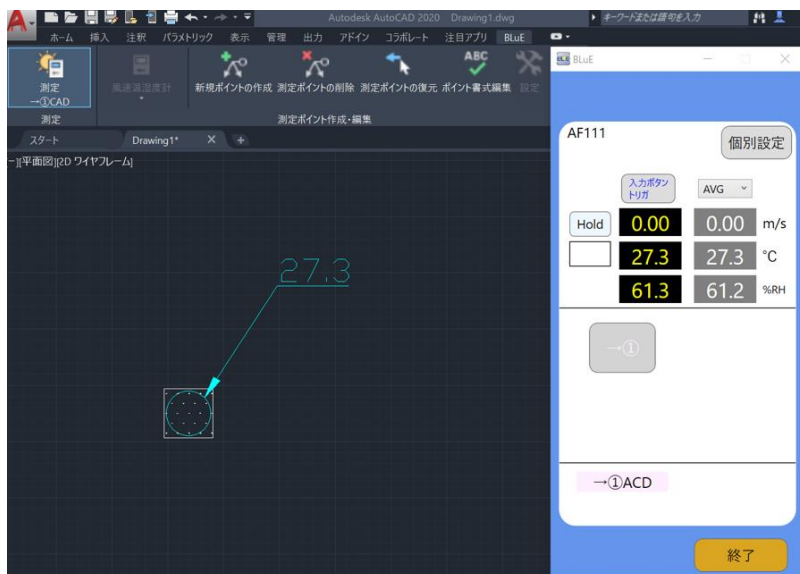 Autodesk AutoCAD 2020 Drawing1.dwg
キーワードまたは語句を入力
ホーム 挿入 注釈 パラメトリック 表示 管理 出力 アドイン コラボレート 注目アプリ BLuE
測定
→①CAD
風速温湿度計
新規ポイントの作成 測定ポイントの削除 測定ポイントの復元 ポイント書式編集 設定
ABC
測定
測定ポイント作成・編集
スタート Drawing1* X +
ー][平面図][2D ワイヤフレーム]
27.3
BLuE
AF111
個別設定
入力ボタン
トリガ
AVG
Hold 0.00 0.00 m/s
27.3 27.3 °C
61.3 61.2 %RH
→①
→①ACD
終了